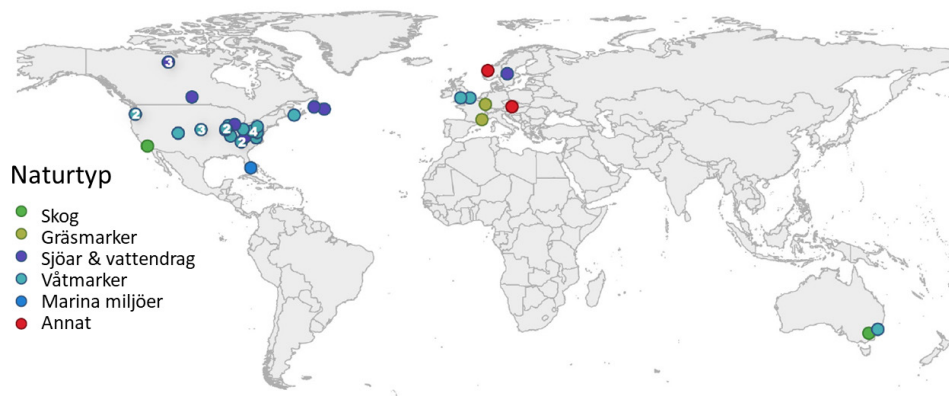 3
2
3
2
4
2
Naturtyp
Skog
Gräsmarker
Sjöar & vattendrag
Våtmarker
Marina miljöer
Annat